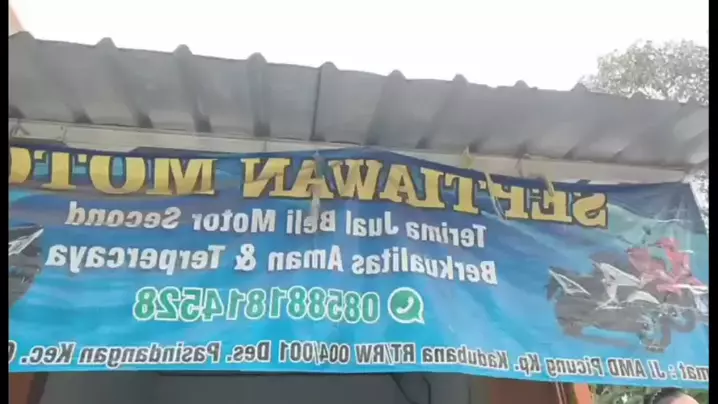 SEPTIAWAN MOTO
Terima Jual Beli Motor Second
Berkualitas Aman & Terpercaya
085881814528
mat : Jl AMD Picung Kp. Kadubana RT/RW 004/001 Des. Pasindangan Kec.